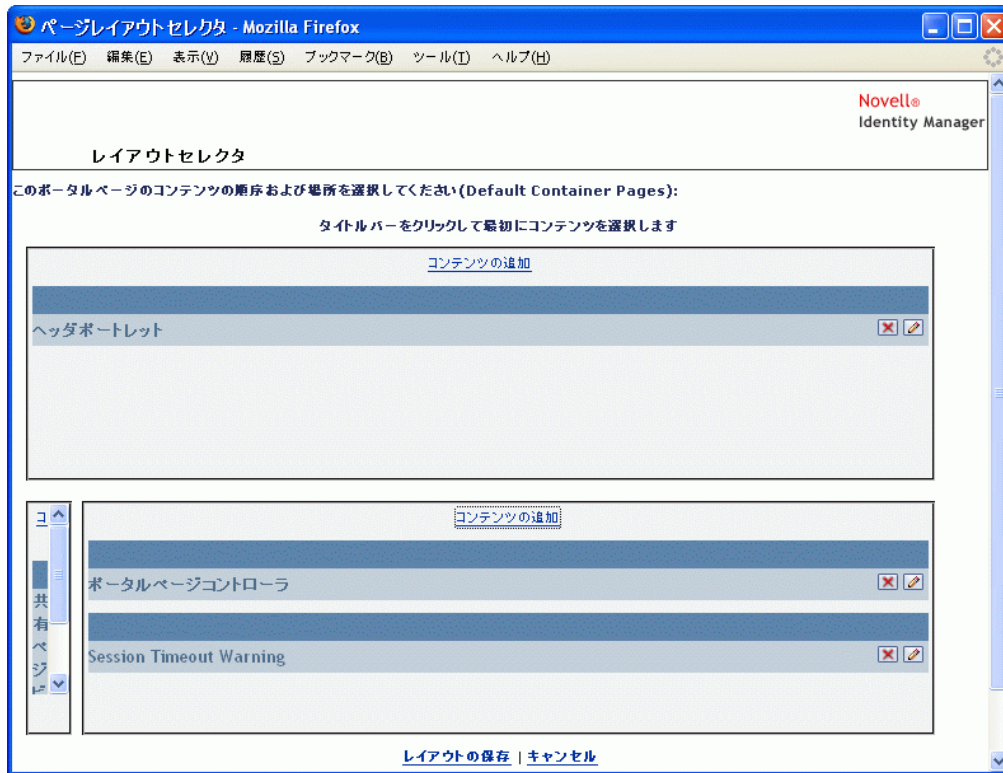 ページレイアウトセレクタ - Mozilla Firefox
ファイル(F) 編集(E) 表示(V) 履歴(S) ブックマーク(B) ツール(T) ヘルプ(H)
Novell®
Identity Manager
レイアウトセレクタ
このポータルページのコンテンツの順序および場所を選択してください(Default Container Pages):
タイトルバーをクリックして最初にコンテンツを選択します
コンテンツの追加
ヘッダポートレット
コ
共
有
ペ
ー
ジ
コンテンツの追加
ポータルページコントローラ
Session Timeout Warning
レイアウトの保存 | キャンセル